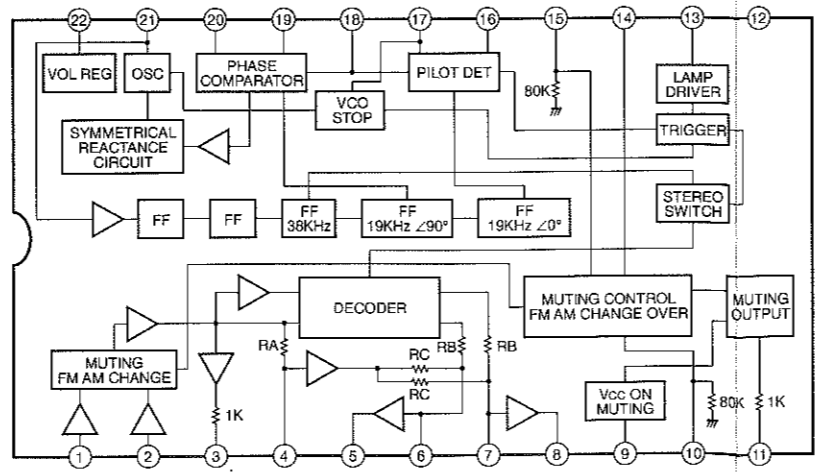 22 21 20 19 18 17 16 15 14 13 12
VOL REG
OSC
PHASE
COMPARATOR
PILOT DET
80K
LAMP
DRIVER
VCO
STOP
TRIGGER
SYMMETRICAL
REACTANCE
CIRCUIT
STEREO
SWITCH
FF
FF
FF
38KHz
FF
19KHz ∠90°
FF
19KHz ∠0°
DECODER
MUTING CONTROL
FM AM CHANGE OVER
MUTING
OUTPUT
RA
RB
RB
RC
RC
MUTING
FM AM CHANGE
1K
Vcc ON
MUTING
80K
1K
1 2 3 4 5 6 7 8 9 10 11